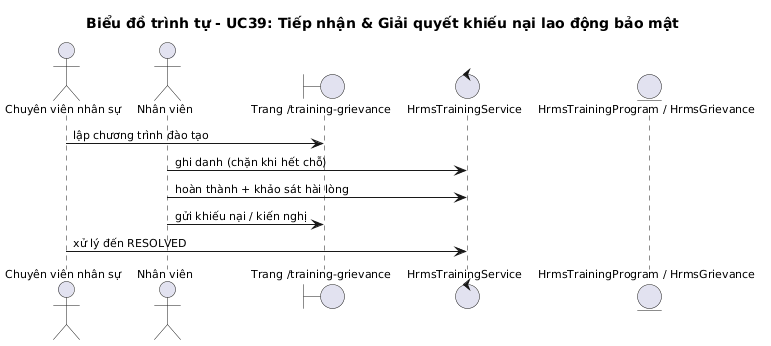 Biểu đồ trình tự - UC39: Tiếp nhận & Giải quyết khiếu nại lao động bảo mật
Chuyên viên nhân sự Nhân viên Trang /training-grievance HrmsTrainingService HrmsTrainingProgram / HrmsGrievance
lập chương trình đào tạo
ghi danh (chặn khi hết chỗ)
hoàn thành + khảo sát hài lòng
gửi khiếu nại / kiến nghị
xử lý đến RESOLVED
Chuyên viên nhân sự Nhân viên Trang /training-grievance HrmsTrainingService HrmsTrainingProgram / HrmsGrievance